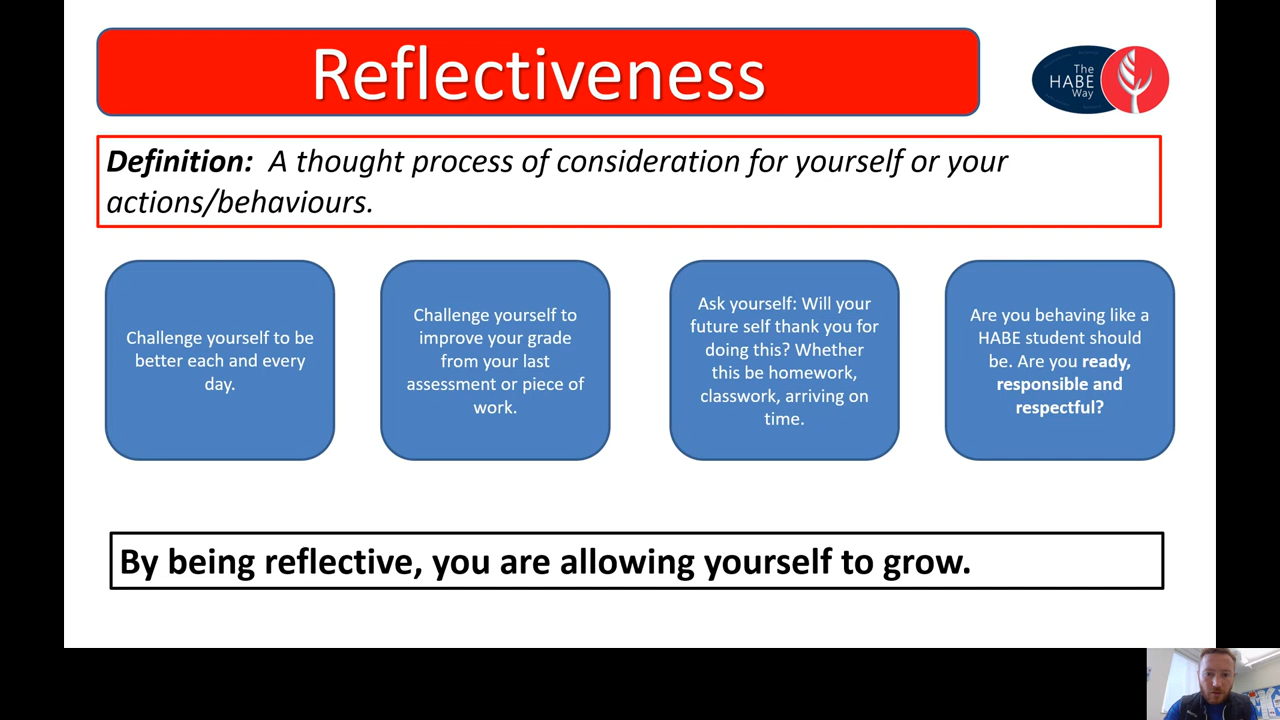 Reflectiveness
The
HABE
Way
Definition:  A thought process of consideration for yourself or your
actions/behaviours.
Challenge yourself to be
better each and every
day.
Challenge yourself to
improve your grade
from your last
assessment or piece of
work.
Ask yourself: Will your
future self thank you for
doing this? Whether
this be homework,
classwork, arriving on
time.
Are you behaving like a
HABE student should
be. Are you ready,
responsible and
respectful?
By being reflective, you are allowing yourself to grow.